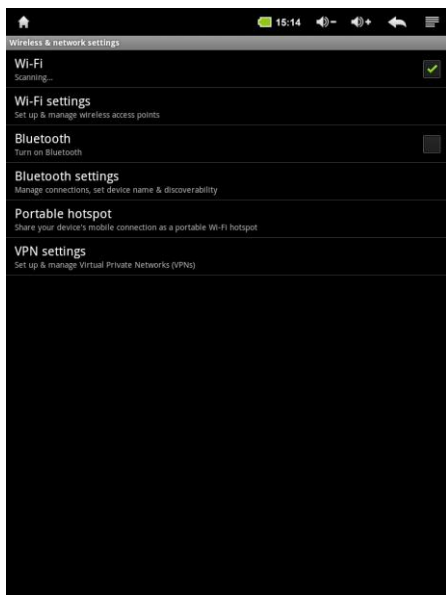 15:14
Wireless & network settings
Wi-Fi
Scanning...
Wi-Fi settings
Set up & manage wireless access points
Bluetooth
Turn on Bluetooth
Bluetooth settings
Manage connections, set device name & discoverability
Portable hotspot
Share your device's mobile connection as a portable Wi-Fi hotspot
VPN settings
Set up & manage Virtual Private Networks (VPNs)